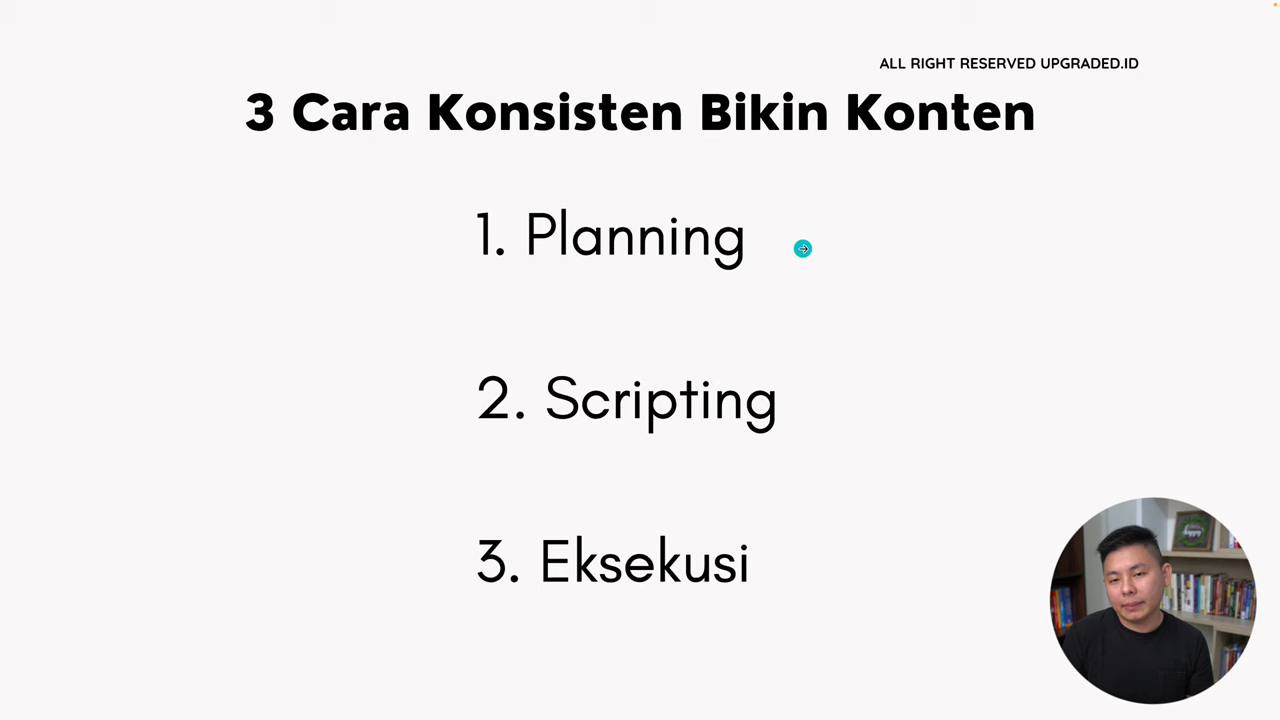 ALL RIGHT RESERVED UPGRADED.ID
3 Cara Konsisten Bikin Konten
1. Planning
2. Scripting
3. Eksekusi